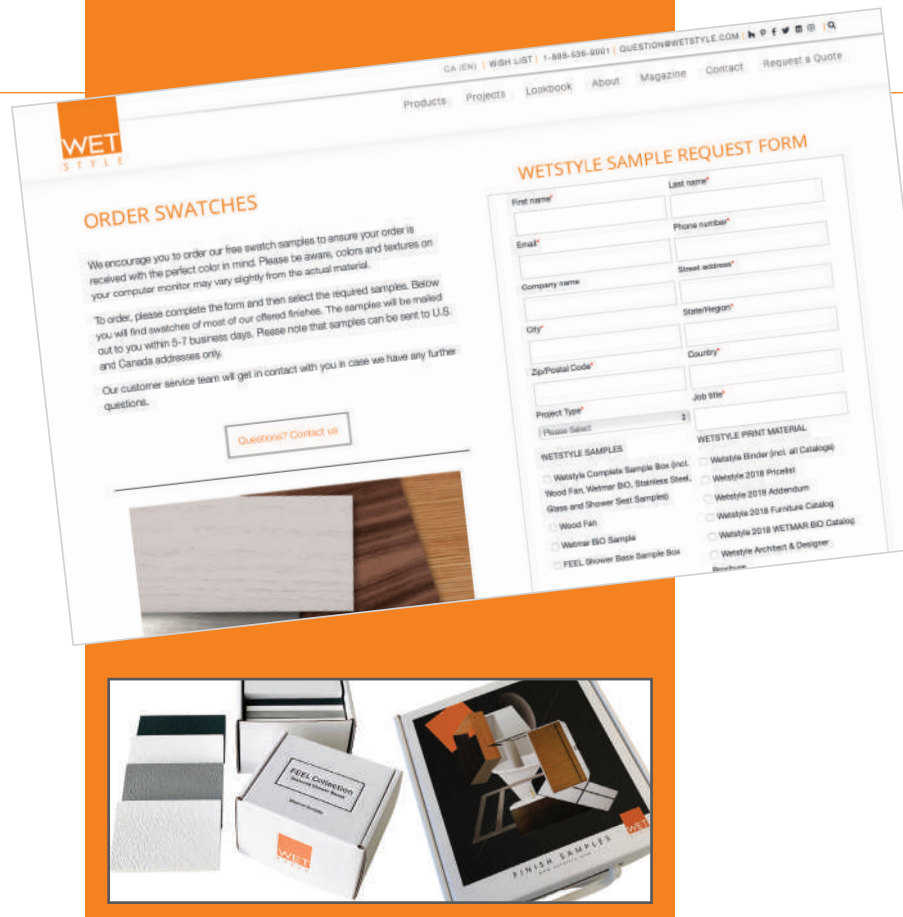 CA (EN) | WISH LIST | 1-888-536-9001 | QUESTION@WETSTYLE.COM
Products Projects Lookbook About Magazine Contact Request a Quote
WET
STYLE
ORDER SWATCHES
We encourage you to order our free swatch samples to ensure your order is
received with the perfect color in mind. Please be aware, colors and textures on
your computer monitor may vary slightly from the actual material.
To order, please complete the form and then select the required samples. Below
you will find swatches of most of our offered finishes. The samples will be mailed
out to you within 5-7 business days. Please note that samples can be sent to U.S.
and Canada addresses only.
Our customer service team will get in contact with you in case we have any further
questions.
Questions? Contact us
WETSTYLE SAMPLE REQUEST FORM
First name*
Last name*
Email*
Phone number*
Company name
Street address*
City*
State/Region*
Zip/Postal Code*
Country*
Project Type*
Please Select
Job title*
WETSTYLE SAMPLES
Wetstyle Complete Sample Box (incl.
Wood Fan, Wetmar BiO, Stainless Steel,
Glass and Shower Seat Samples)
Wood Fan
Wetmar BiO Sample
FEEL Shower Base Sample Box
WETSTYLE PRINT MATERIAL
Wetstyle Binder (incl. all Catalogs)
Wetstyle 2018 Pricelist
Wetstyle 2019 Addendum
Wetstyle 2018 Furniture Catalog
Wetstyle 2018 WETMAR BiO Catalog
Wetstyle Architect & Designer
Brochure
FEEL Collection
Textured Shower Bases
WET
STYLE
FINISH SAMPLES
WET